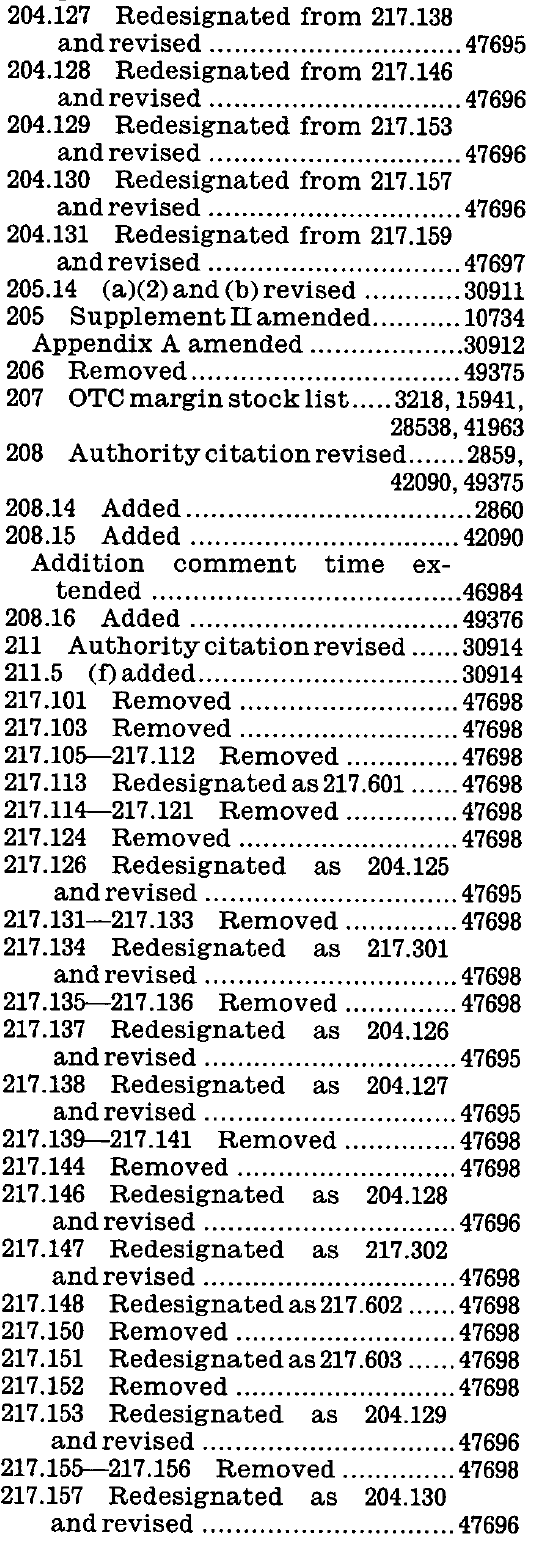 204.127 Redesignated from 217.138
and revised ............................. 47695
204.128 Redesignated from 217.146
and revised ............................. 47696
204.129 Redesignated from 217.153
and revised ............................. 47696
204.130 Redesignated from 217.157
and revised ............................. 47696
204.131 Redesignated from 217.159
and revised ............................. 47697
205.14 (a)(2) and (b) revised ........... 30911
205 Supplement II amended.......... 10734
Appendix A amended .................30912
206 Removed............................... 49375
207 OTC margin stock list ..... 3218, 15941,
28538, 41963
208 Authority citation revised....... 2859,
42090, 49375
208.14 Added .................................2860
208.15 Added ............................... 42090
Addition comment time ex-
tended ....................................46984
208.16 Added ................................ 49376
211 Authority citation revised ...... 30914
211.5 (f) added.............................. 30914
217.101 Removed ......................... 47698
217.103 Removed ......................... 47698
217.105—217.112 Removed ............. 47698
217.113 Redesignated as 217.601 ...... 47698
217.114—217.121 Removed ............. 47698
217.124 Removed ......................... 47698
217.126 Redesignated as 204.125
and revised ............................. 47695
217.131—217.133 Removed ............. 47698
217.134 Redesignated as 217.301
and revised ............................. 47698
217.135—217.136 Removed ............. 47698
217.137 Redesignated as 204.126
and revised ............................. 47695
217.138 Redesignated as 204.127
and revised ............................. 47695
217.139—217.141 Removed ............. 47698
217.144 Removed ......................... 47698
217.146 Redesignated as 204.128
and revised ............................. 47696
217.147 Redesignated as 217.302
and revised ............................. 47698
217.148 Redesignated as 217.602 ...... 47698
217.150 Removed ......................... 47698
217.151 Redesignated as 217.603 ...... 47698
217.152 Removed ......................... 47698
217.153 Redesignated as 204.129
and revised ............................. 47696
217.155—217.156 Removed ............. 47698
217.157 Redesignated as 204.130
and revised ............................. 47696